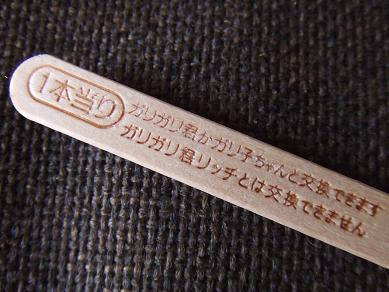 1本当り
ガリガリ君かガリ子ちゃんと交換できます
ガリガリ君リッチとは交換できません